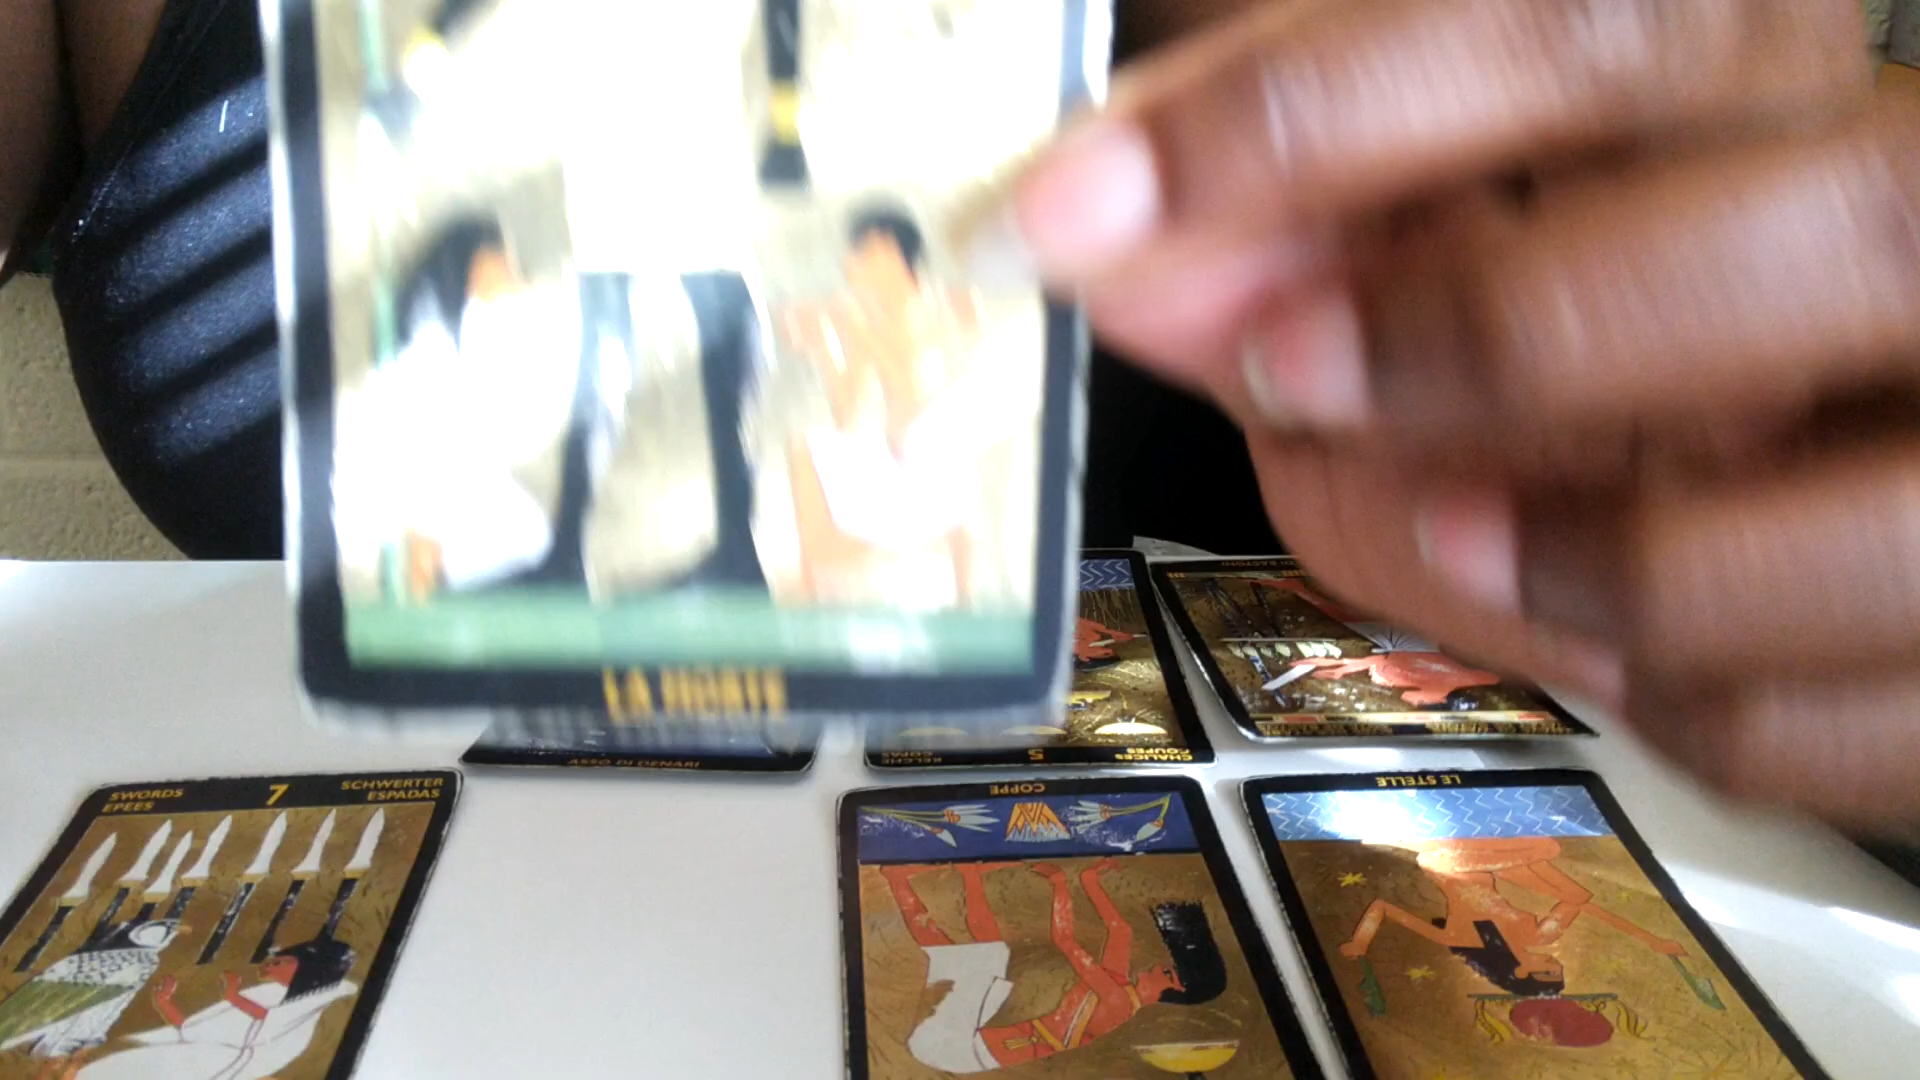 LA MORTE
DI BASTONI
ASSO DI DENARI
KELCHE
COPAS
5
CHALICES
COUPES
SWORDS
EPEES
7
SCHWERTER
ESPADAS
COPPE
LE STELLE